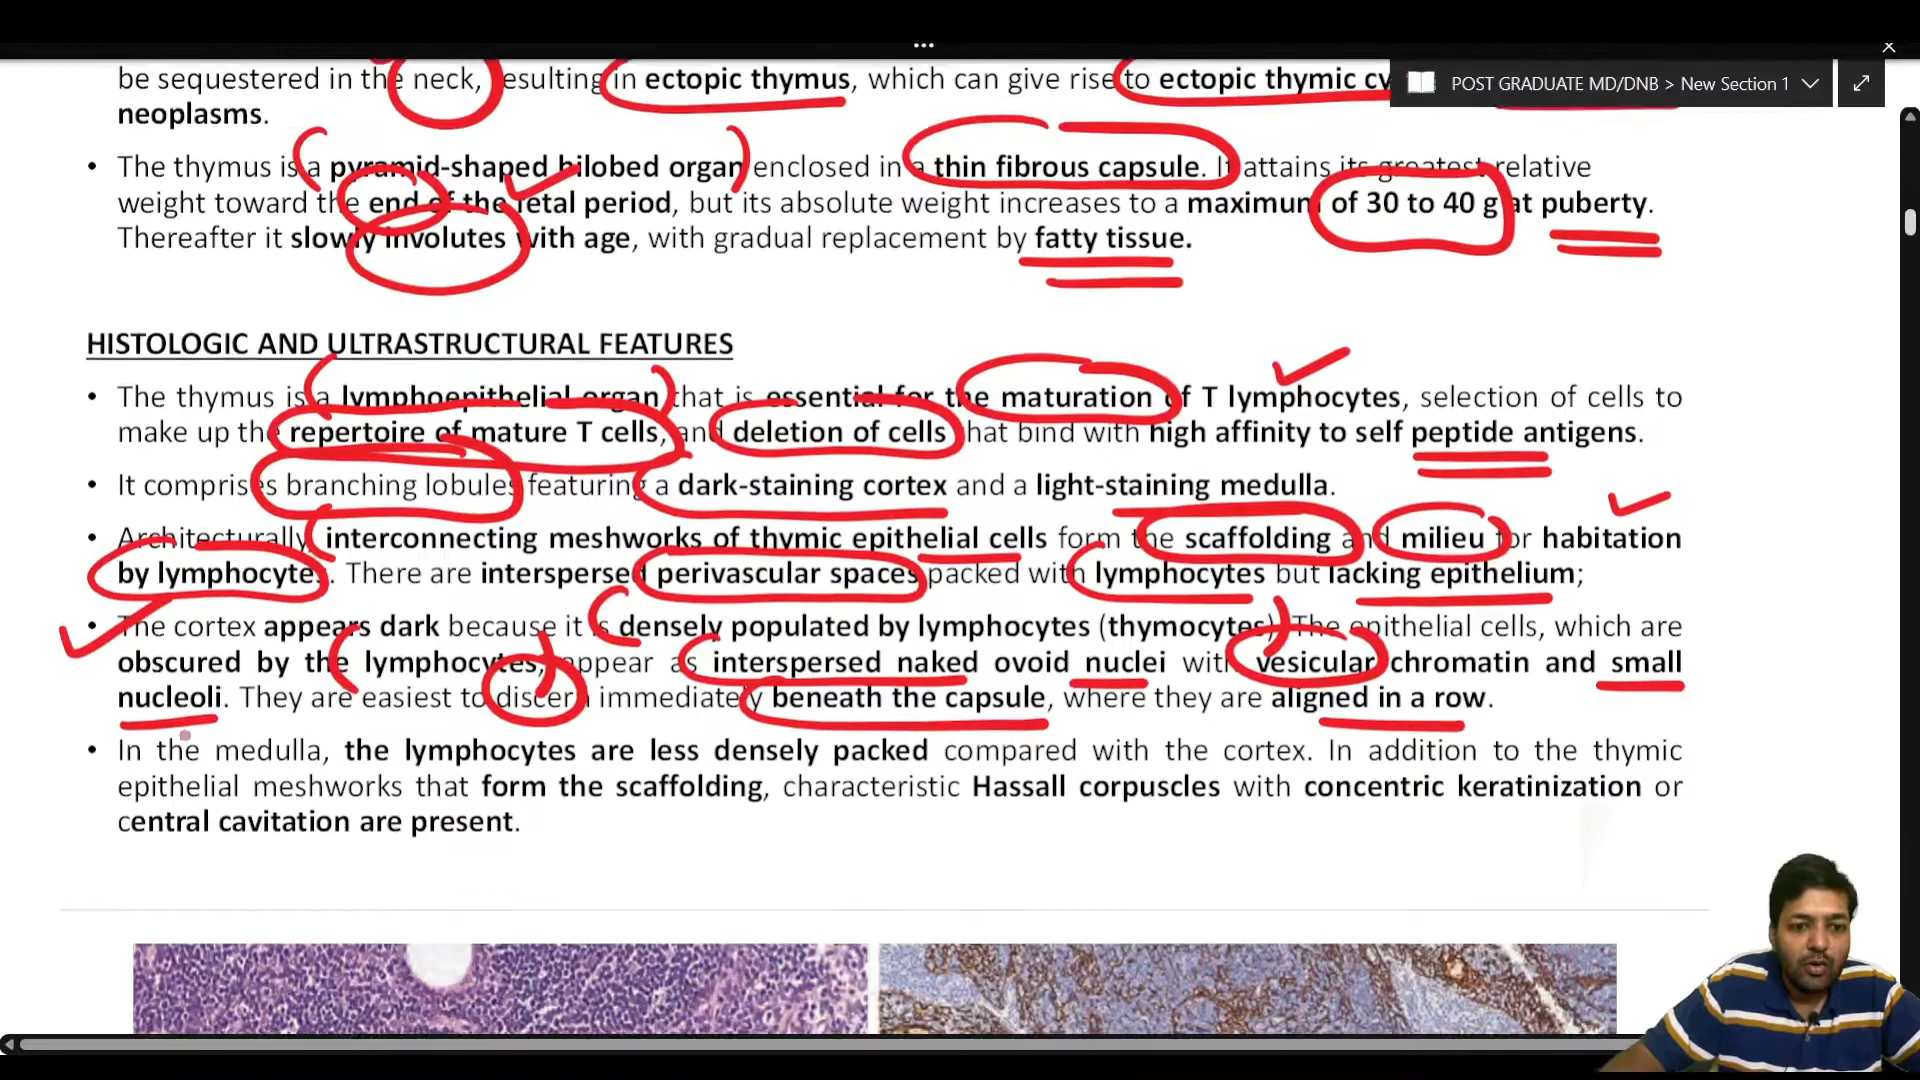 be sequestered in the neck, resulting in ectopic thymus, which can give rise to ectopic thymic
POST GRADUATE MD/DNB > New Section 1
neoplasms.
• The thymus is a pyramid-shaped bilobed organ enclosed in a thin fibrous capsule. It attains its greatest relative
weight toward the end of the fetal period, but its absolute weight increases to a maximum of 30 to 40 g at puberty.
Thereafter it slowly involutes with age, with gradual replacement by fatty tissue.
HISTOLOGIC AND ULTRASTRUCTURAL FEATURES
• The thymus is a lymphoepithelial organ that is essential for the maturation of T lymphocytes, selection of cells to
make up the repertoire of mature T cells, and deletion of cells that bind with high affinity to self peptide antigens.
• It comprises branching lobules featuring a dark-staining cortex and a light-staining medulla.
• Architecturally, interconnecting meshworks of thymic epithelial cells form the scaffolding and milieu for habitation
by lymphocytes. There are interspersed perivascular spaces packed with lymphocytes but lacking epithelium;
• The cortex appears dark because it is densely populated by lymphocytes (thymocytes). The epithelial cells, which are
obscured by the lymphocytes, appear as interspersed naked ovoid nuclei with vesicular chromatin and small
nucleoli. They are easiest to discern immediately beneath the capsule, where they are aligned in a row.
• In the medulla, the lymphocytes are less densely packed compared with the cortex. In addition to the thymic
epithelial meshworks that form the scaffolding, characteristic Hassall corpuscles with concentric keratinization or
central cavitation are present.